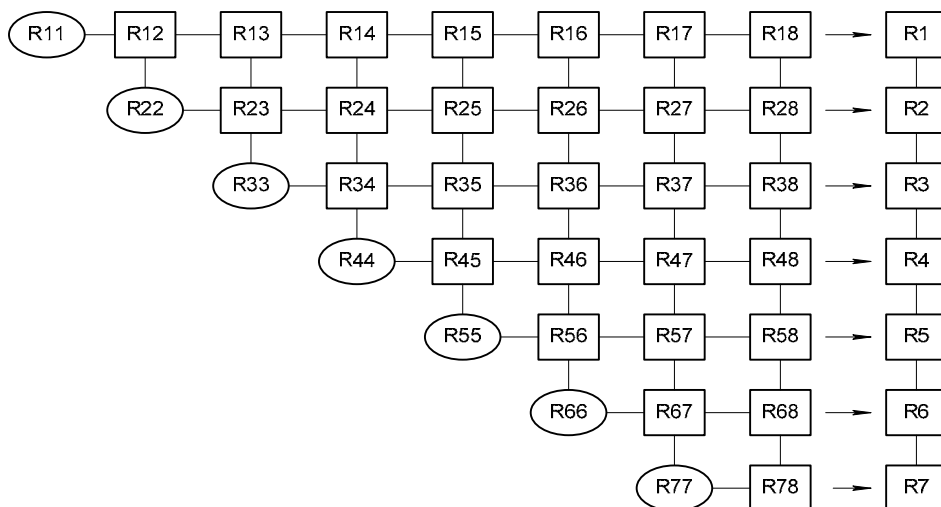 R11 R12 R13 R14 R15 R16 R17 R18 R1
R22 R23 R24 R25 R26 R27 R28 R2
R33 R34 R35 R36 R37 R38 R3
R44 R45 R46 R47 R48 R4
R55 R56 R57 R58 R5
R66 R67 R68 R6
R77 R78 R7